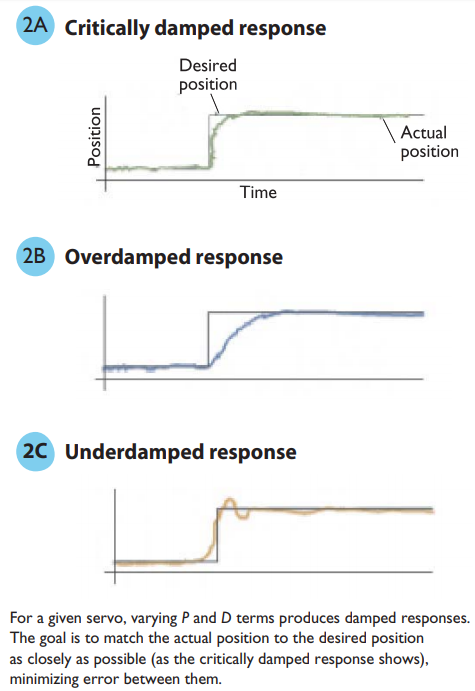 2A Critically damped response
Desired
position
Position
Actual
position
Time
2B Overdamped response
2C Underdamped response
For a given servo, varying P and D terms produces damped responses.
The goal is to match the actual position to the desired position
as closely as possible (as the critically damped response shows),
minimizing error between them.